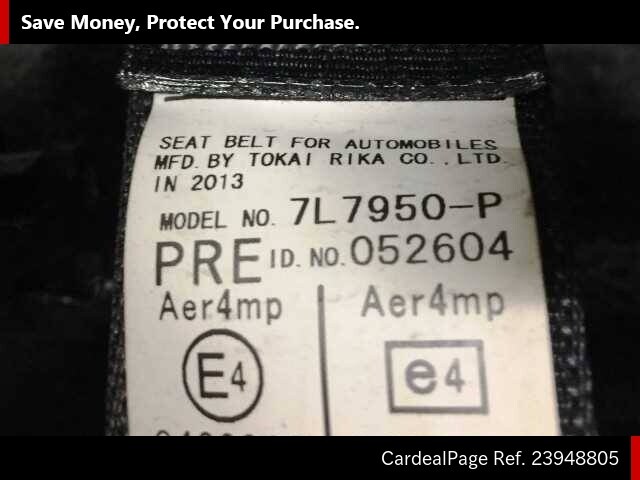 Save Money, Protect Your Purchase.
SEAT BELT FOR AUTOMOBILES
MFD. BY TOKAI RIKA CO., LTD.
IN 2013
MODEL NO. 7L7950-P
PRE ID. NO. 052604
Aer4mp Aer4mp
E4 e4
CardealPage Ref. 23948805